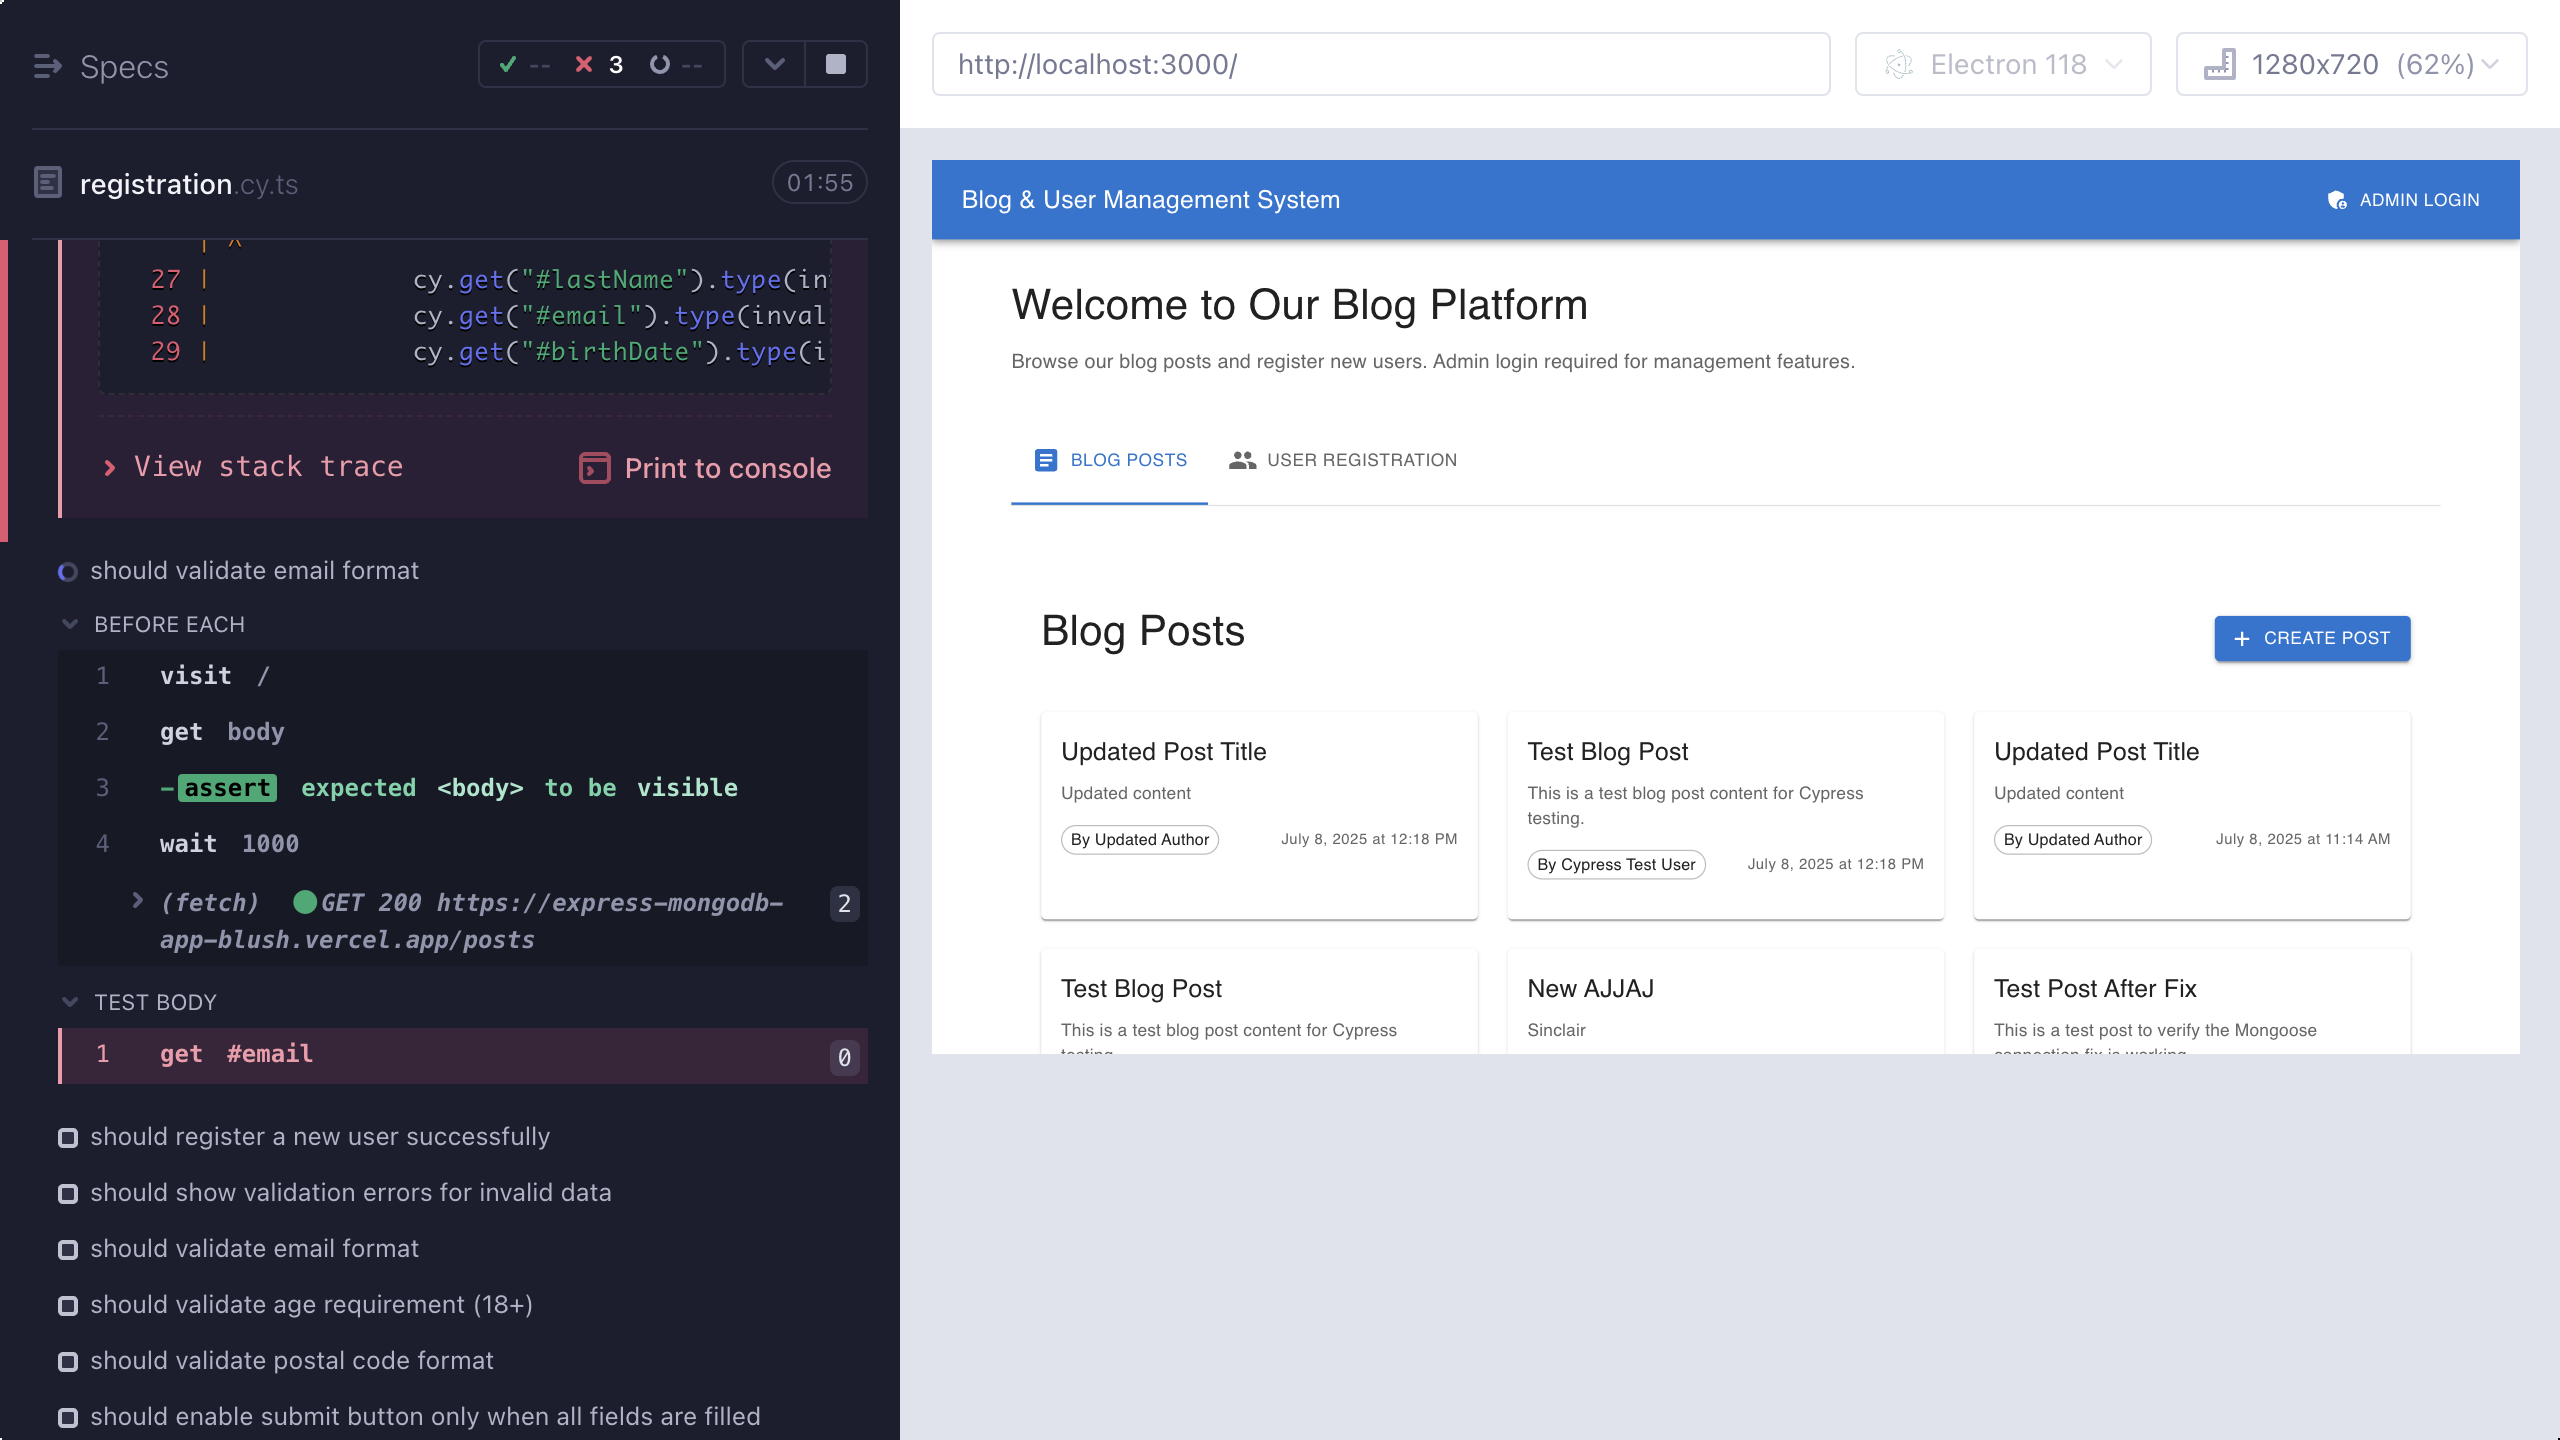 Specs
-- 3 --
registration.cy.ts
01:55
| ^
27 | cy.get("#lastName").type(in
28 | cy.get("#email").type(inval
29 | cy.get("#birthDate").type(i
View stack trace
Print to console
should validate email format
BEFORE EACH
1 visit /
2 get body
3 -assert expected <body> to be visible
4 wait 1000
(fetch) GET 200 https://express-mongodb-
app-blush.vercel.app/posts
2
TEST BODY
1 get #email 0
should register a new user successfully
should show validation errors for invalid data
should validate email format
should validate age requirement (18+)
should validate postal code format
should enable submit button only when all fields are filled
http://localhost:3000/
Electron 118
1280x720 (62%)
Blog & User Management System
ADMIN LOGIN
Welcome to Our Blog Platform
Browse our blog posts and register new users. Admin login required for management features.
BLOG POSTS
USER REGISTRATION
Blog Posts
+ CREATE POST
Updated Post Title
Updated content
By Updated Author
July 8, 2025 at 12:18 PM
Test Blog Post
This is a test blog post content for Cypress
testing.
By Cypress Test User
July 8, 2025 at 12:18 PM
Updated Post Title
Updated content
By Updated Author
July 8, 2025 at 11:14 AM
Test Blog Post
This is a test blog post content for Cypress
testing.
New AJJAJ
Sinclair
Test Post After Fix
This is a test post to verify the Mongoose
connection fix is working